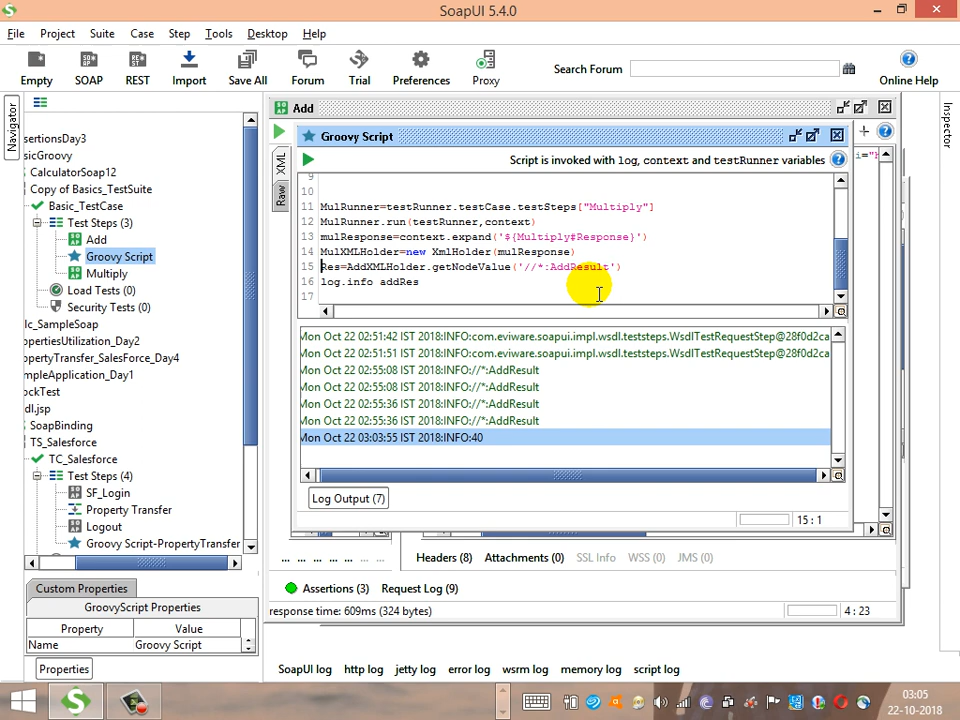 SoapUI 5.4.0
File Project Suite Case Step Tools Desktop Help
Empty SOAP REST Import Save All Forum Trial Preferences Proxy
Search Forum
Online Help
Navigator
sertionsDay3
sicGroovy
CalculatorSoap12
Copy of Basics_TestSuite
Basic_TestCase
Test Steps (3)
Add
Groovy Script
Multiply
Load Tests (0)
Security Tests (0)
lc_SampleSoap
opertiesUtilization_2
opertyTransfer_SalesForce_Day4
mpleApplication_Day1
ockTest
dl.jsp
SoapBinding
TS_Salesforce
TC_Salesforce
Test Steps (4)
SF_Login
Property Transfer
Logout
Groovy Script-PropertyTransfer
Custom Properties
GroovyScript Properties
Property Value
Name Groovy Script
Properties
Add
Groovy Script
XML
Raw
Script is invoked with log, context and testRunner variables
9
10
11 MulRunner=testRunner.testCase.testSteps["Multiply"]
12 MulRunner.run(testRunner,context)
13 mulResponse=context.expand('${Multiply#Response}')
14 MulXMLHolder=new XmlHolder(mulResponse)
15 Res=AddXMLHolder.getNodeValue('//*:AddResult')
16 log.info addRes
17
Mon Oct 22 02:51:42 IST 2018:INFO:com.eviware.soapui.impl.wsdl.teststeps.WsdlTestRequestStep@28f0d2ca
Mon Oct 22 02:51:51 IST 2018:INFO:com.eviware.soapui.impl.wsdl.teststeps.WsdlTestRequestStep@28f0d2ca
Mon Oct 22 02:55:08 IST 2018:INFO://*:AddResult
Mon Oct 22 02:55:08 IST 2018:INFO://*:AddResult
Mon Oct 22 02:55:36 IST 2018:INFO://*:AddResult
Mon Oct 22 02:55:36 IST 2018:INFO://*:AddResult
Mon Oct 22 03:03:55 IST 2018:INFO:40
Log Output (7)
15 : 1
Headers (8) Attachments (0) SSL Info WSS (0) JMS (0)
Assertions (3) Request Log (9)
response time: 609ms (324 bytes)
4 : 23
Inspector
SoapUI log http log jetty log error log wsrm log memory log script log
03:05
22-10-2018